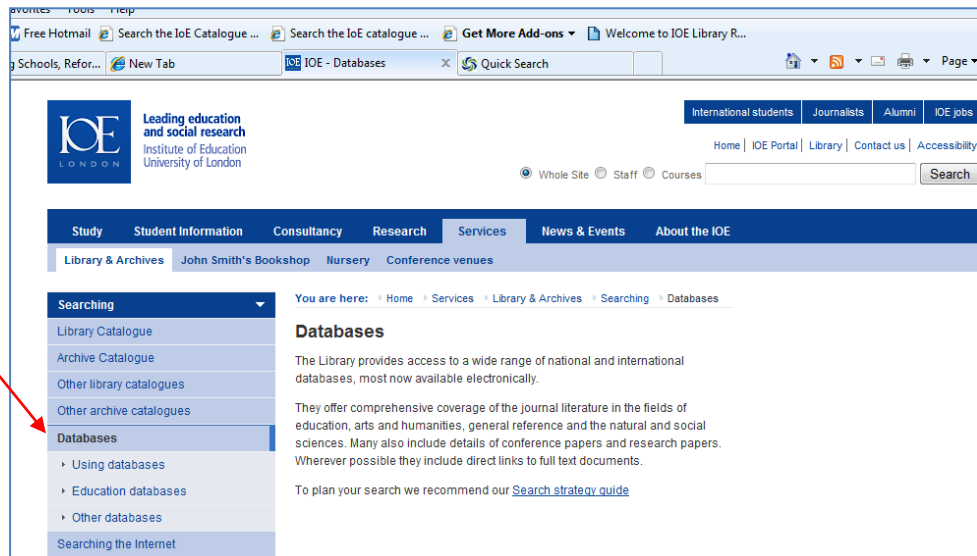 Tools Help
Free Hotmail Search the IoE Catalogue ... Search the IoE catalogue ... Get More Add-ons Welcome to IOE Library R...
Schools, Refor... New Tab IOE - Databases X Quick Search Page
IOE
LONDON
Leading education
and social research
Institute of Education
University of London
International students Journalists Alumni IOE jobs
Home | IOE Portal | Library | Contact us | Accessibility
Whole Site Staff Courses Search
Study Student Information Consultancy Research Services News & Events About the IOE
Library & Archives John Smith's Bookshop Nursery Conference venues
Searching
Library Catalogue
Archive Catalogue
Other library catalogues
Other archive catalogues
Databases
Using databases
Education databases
Other databases
Searching the Internet
You are here: Home Services Library & Archives Searching Databases
Databases
The Library provides access to a wide range of national and international
databases, most now available electronically.
They offer comprehensive coverage of the journal literature in the fields of
education, arts and humanities, general reference and the natural and social
sciences. Many also include details of conference papers and research papers.
Wherever possible they include direct links to full text documents.
To plan your search we recommend our Search strategy guide